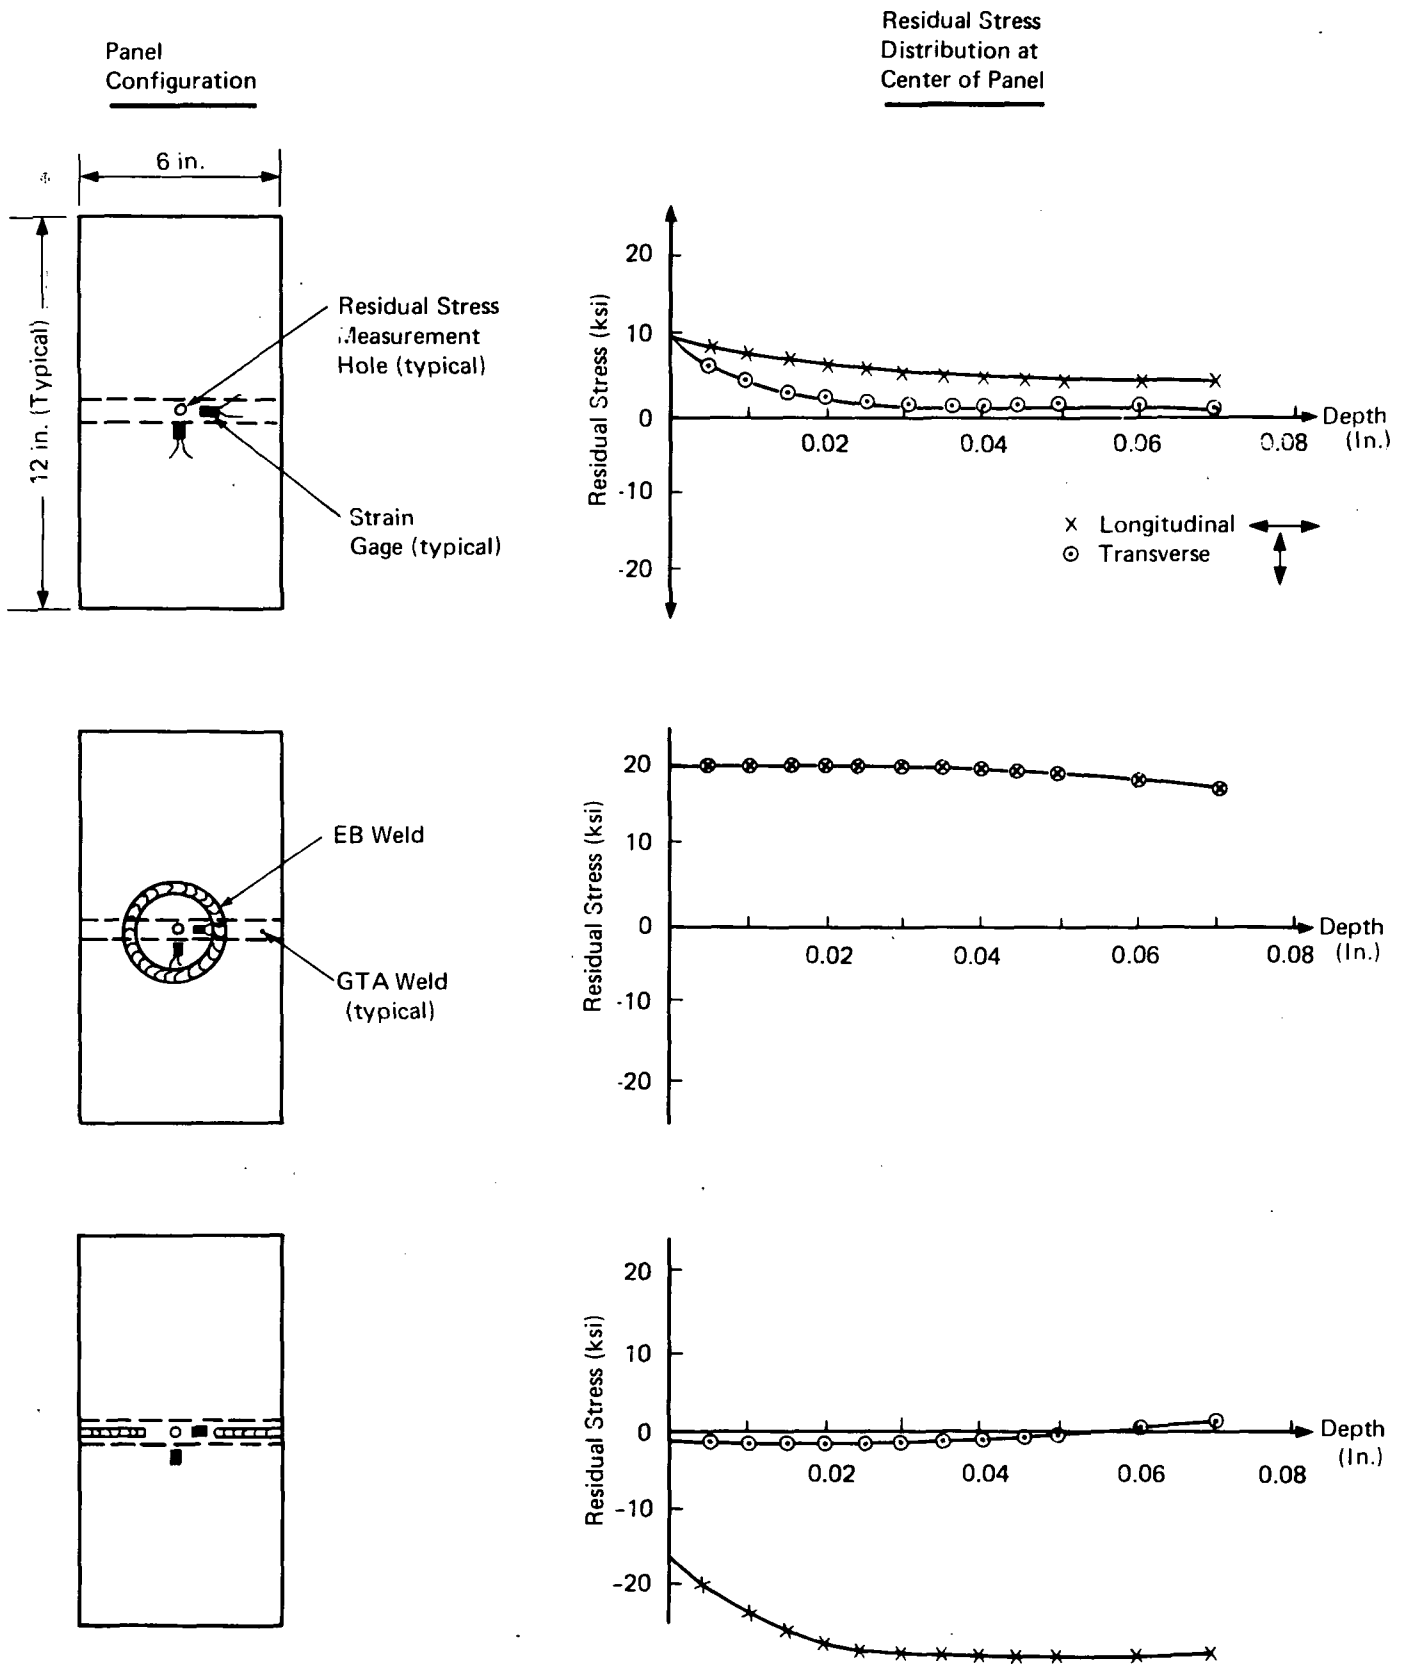 Panel
Configuration
Residual Stress
Distribution at
Center of Panel
6 in.
12 in. (Typical)
Residual Stress
Measurement
Hole (typical)
Strain
Gage (typical)
Residual Stress (ksi)
20
10
0
-10
-20
0.02
0.04
0.06
0.08
Depth
(In.)
× Longitudinal
⊙ Transverse
EB Weld
GTA Weld
(typical)
Residual Stress (ksi)
20
10
0
-10
-20
0.02
0.04
0.06
0.08
Depth
(In.)
Residual Stress (ksi)
20
10
0
-10
-20
0.02
0.04
0.06
0.08
Depth
(In.)